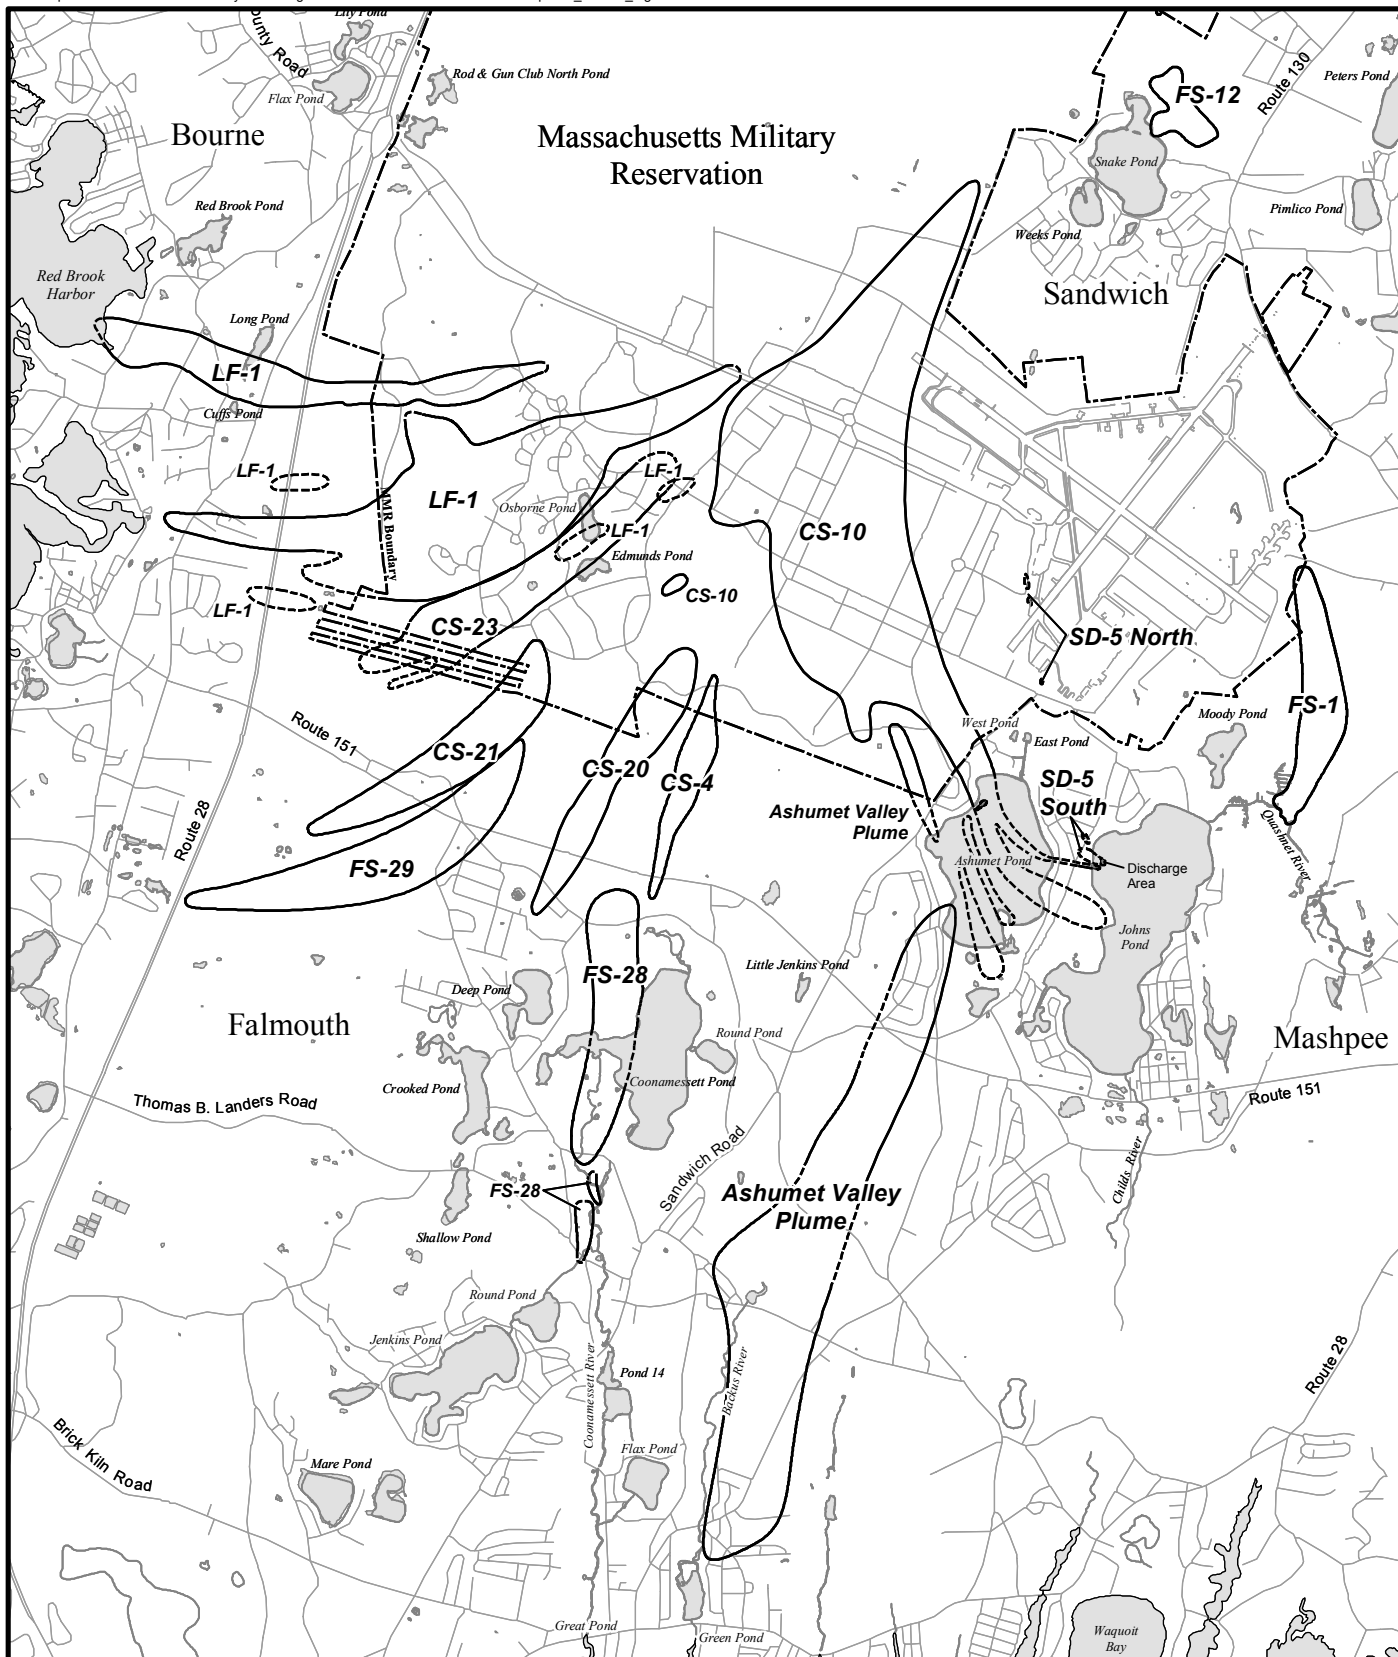 Lily Pond
ounty Road
Flax Pond
Rod & Gun Club North Pond
Bourne
Massachusetts Military
Reservation
FS-12
Route 130
Peters Pond
Snake Pond
Weeks Pond
Pimlico Pond
Red Brook Pond
Red Brook
Harbor
Sandwich
Long Pond
LF-1
Cuffs Pond
LF-1
LF-1
LF-1
MMR Boundary
Osborne Pond
LF-1
Edmunds Pond
CS-10
CS-10
LF-1
CS-23
SD-5 North
FS-1
Moody Pond
West Pond
East Pond
Route 151
CS-21
CS-20
CS-4
SD-5
South
Ashumet Valley
Plume
Route 28
Quashnet River
FS-29
Ashumet Pond
Discharge
Area
Johns
Pond
FS-28
Little Jenkins Pond
Deep Pond
Falmouth
Round Pond
Mashpee
Crooked Pond
Coonamessett Pond
Thomas B. Landers Road
Route 151
Sandwich Road
Childs River
FS-28
Ashumet Valley
Plume
Shallow Pond
Round Pond
Jenkins Pond
Coonamessett River
Pond 14
Backus River
Route 28
Brick Kiln Road
Mare Pond
Flax Pond
Great Pond
Green Pond
Waquoit
Bay